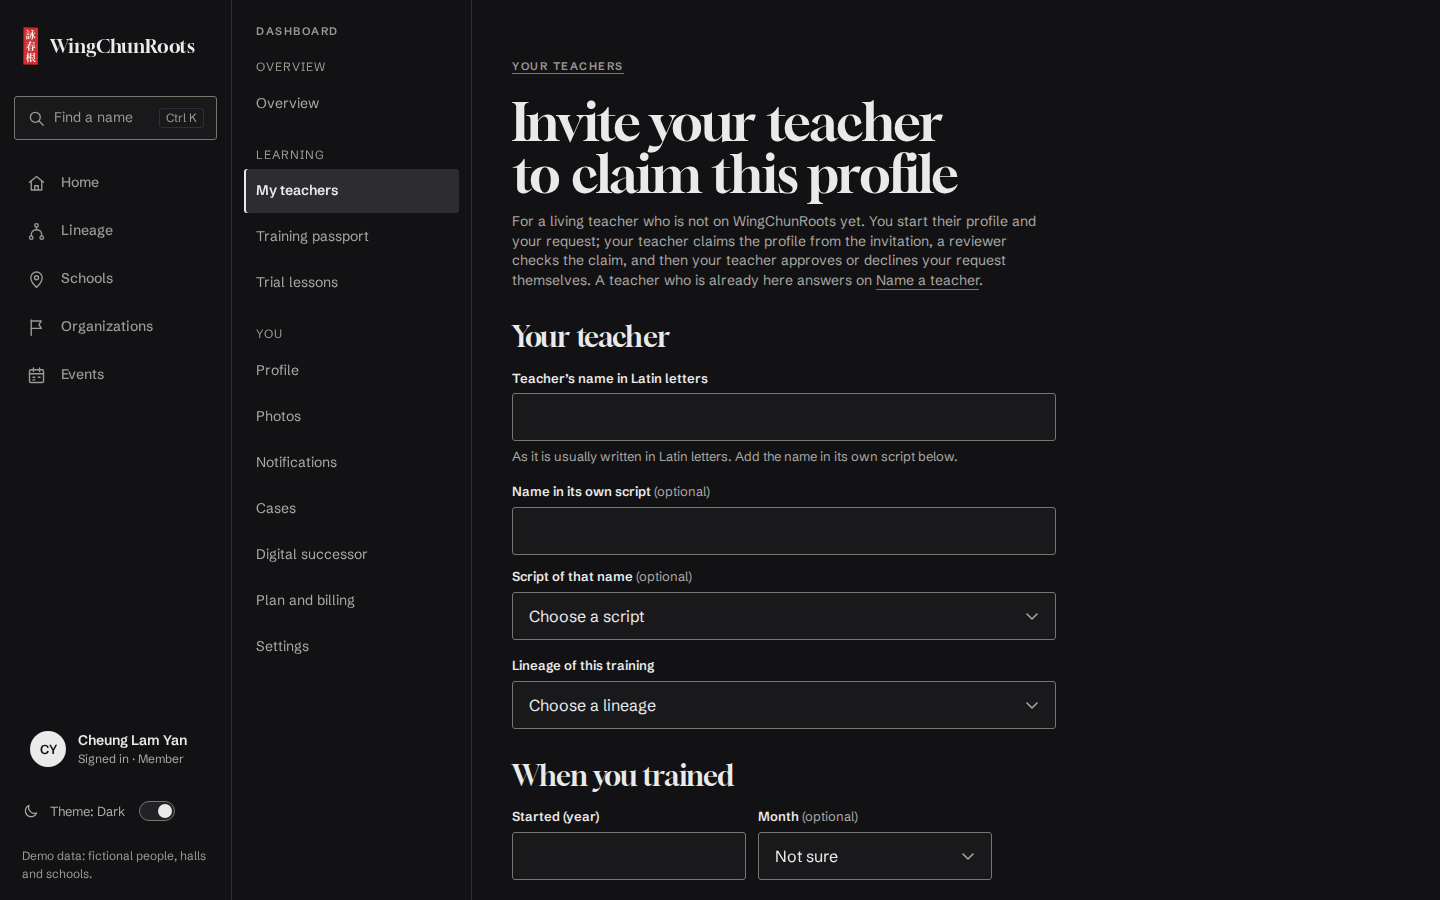 詠春根
WingChunRoots
Find a name
Ctrl K
Home
Lineage
Schools
Organizations
Events
Cheung Lam Yan
CY
Signed in · Member
Theme: Dark
Demo data: fictional people, halls
and schools.
DASHBOARD
OVERVIEW
Overview
LEARNING
My teachers
Training passport
Trial lessons
YOU
Profile
Photos
Notifications
Cases
Digital successor
Plan and billing
Settings
YOUR TEACHERS
Invite your teacher
to claim this profile
For a living teacher who is not on WingChunRoots yet. You start their profile and
your request; your teacher claims the profile from the invitation, a reviewer
checks the claim, and then your teacher approves or declines your request
themselves. A teacher who is already here answers on Name a teacher.
Your teacher
Teacher’s name in Latin letters
As it is usually written in Latin letters. Add the name in its own script below.
Name in its own script (optional)
Script of that name (optional)
Choose a script
Lineage of this training
Choose a lineage
When you trained
Started (year)
Month (optional)
Not sure